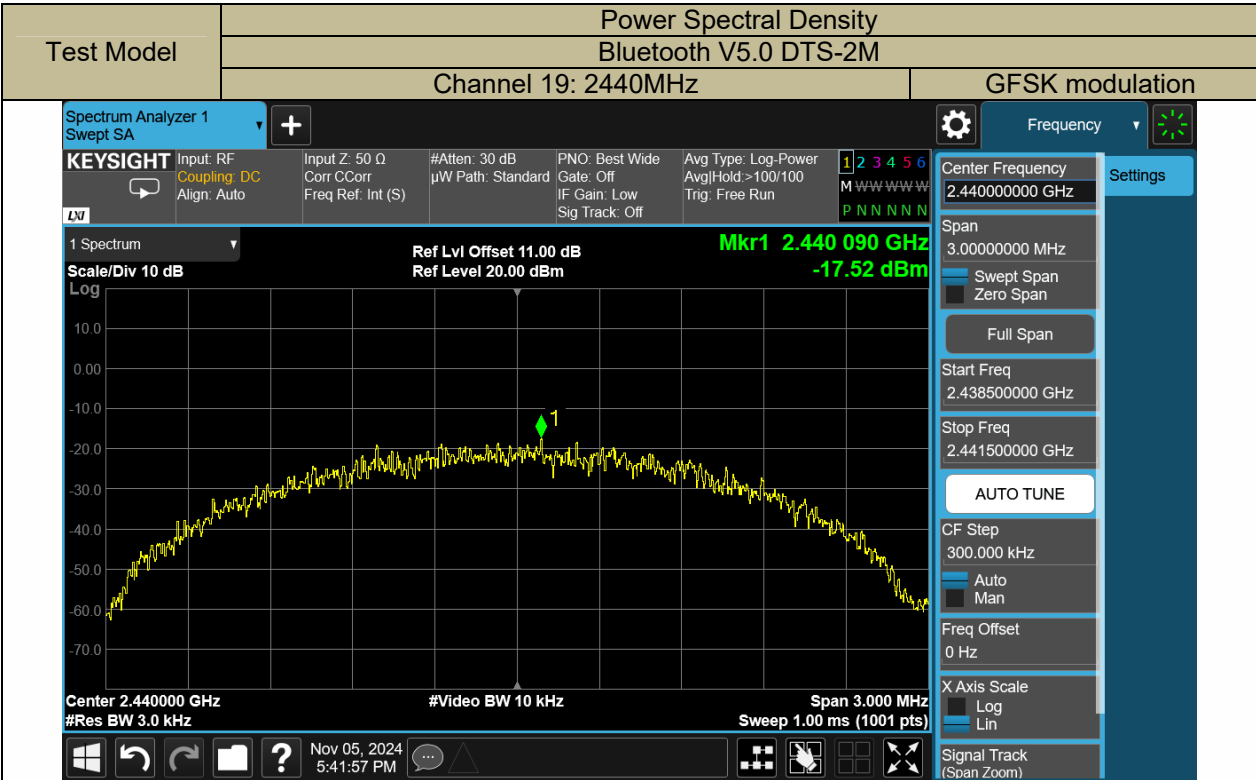 Test Model
Power Spectral Density
Bluetooth V5.0 DTS-2M
Channel 19: 2440MHz
GFSK modulation
Spectrum Analyzer 1
Swept SA
Frequency
KEYSIGHT
LXI
Input: RF
Coupling: DC
Align: Auto
Input Z: 50 Ω
Corr CCorr
Freq Ref: Int (S)
#Atten: 30 dB
µW Path: Standard
PNO: Best Wide
Gate: Off
IF Gain: Low
Sig Track: Off
Avg Type: Log-Power
Avg|Hold:>100/100
Trig: Free Run
1 2 3 4 5 6
M W W W W W
P N N N N N
1 Spectrum
Scale/Div 10 dB
Log
Ref Lvl Offset 11.00 dB
Ref Level 20.00 dBm
Mkr1 2.440 090 GHz
-17.52 dBm
10.0
0.00
-10.0
-20.0
-30.0
-40.0
-50.0
-60.0
-70.0
1
Center 2.440000 GHz
#Res BW 3.0 kHz
#Video BW 10 kHz
Span 3.000 MHz
Sweep 1.00 ms (1001 pts)
Nov 05, 2024
5:41:57 PM
Center Frequency
2.440000000 GHz
Settings
Span
3.00000000 MHz
Swept Span
Zero Span
Full Span
Start Freq
2.438500000 GHz
Stop Freq
2.441500000 GHz
AUTO TUNE
CF Step
300.000 kHz
Auto
Man
Freq Offset
0 Hz
X Axis Scale
Log
Lin
Signal Track
(Span Zoom)